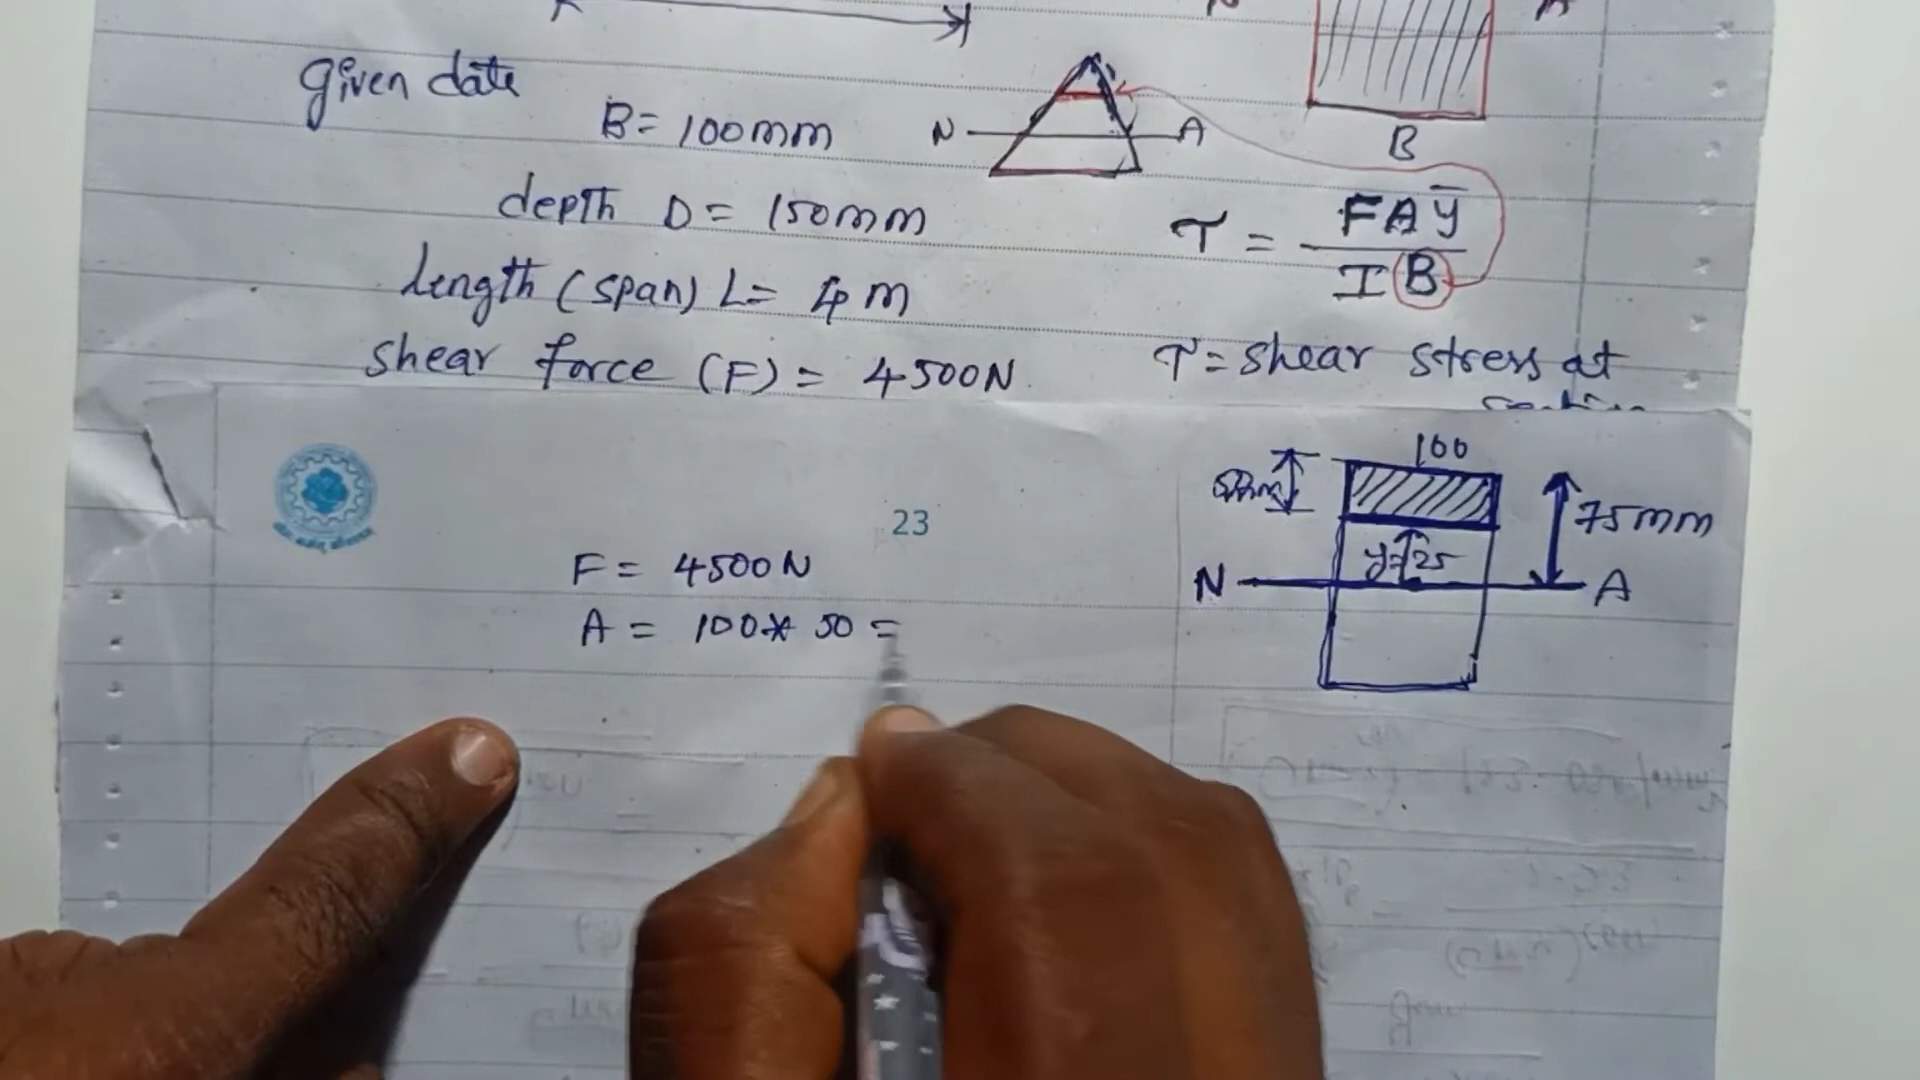 N A
given date
B = 100mm
N A
B
depth D = 150mm
T = FAȳ / IB
Length (span) L = 4m
shear force (F) = 4500N
T = shear stress at
100
23
75mm
F = 4500N
y=25
N A
A = 100* 50 =